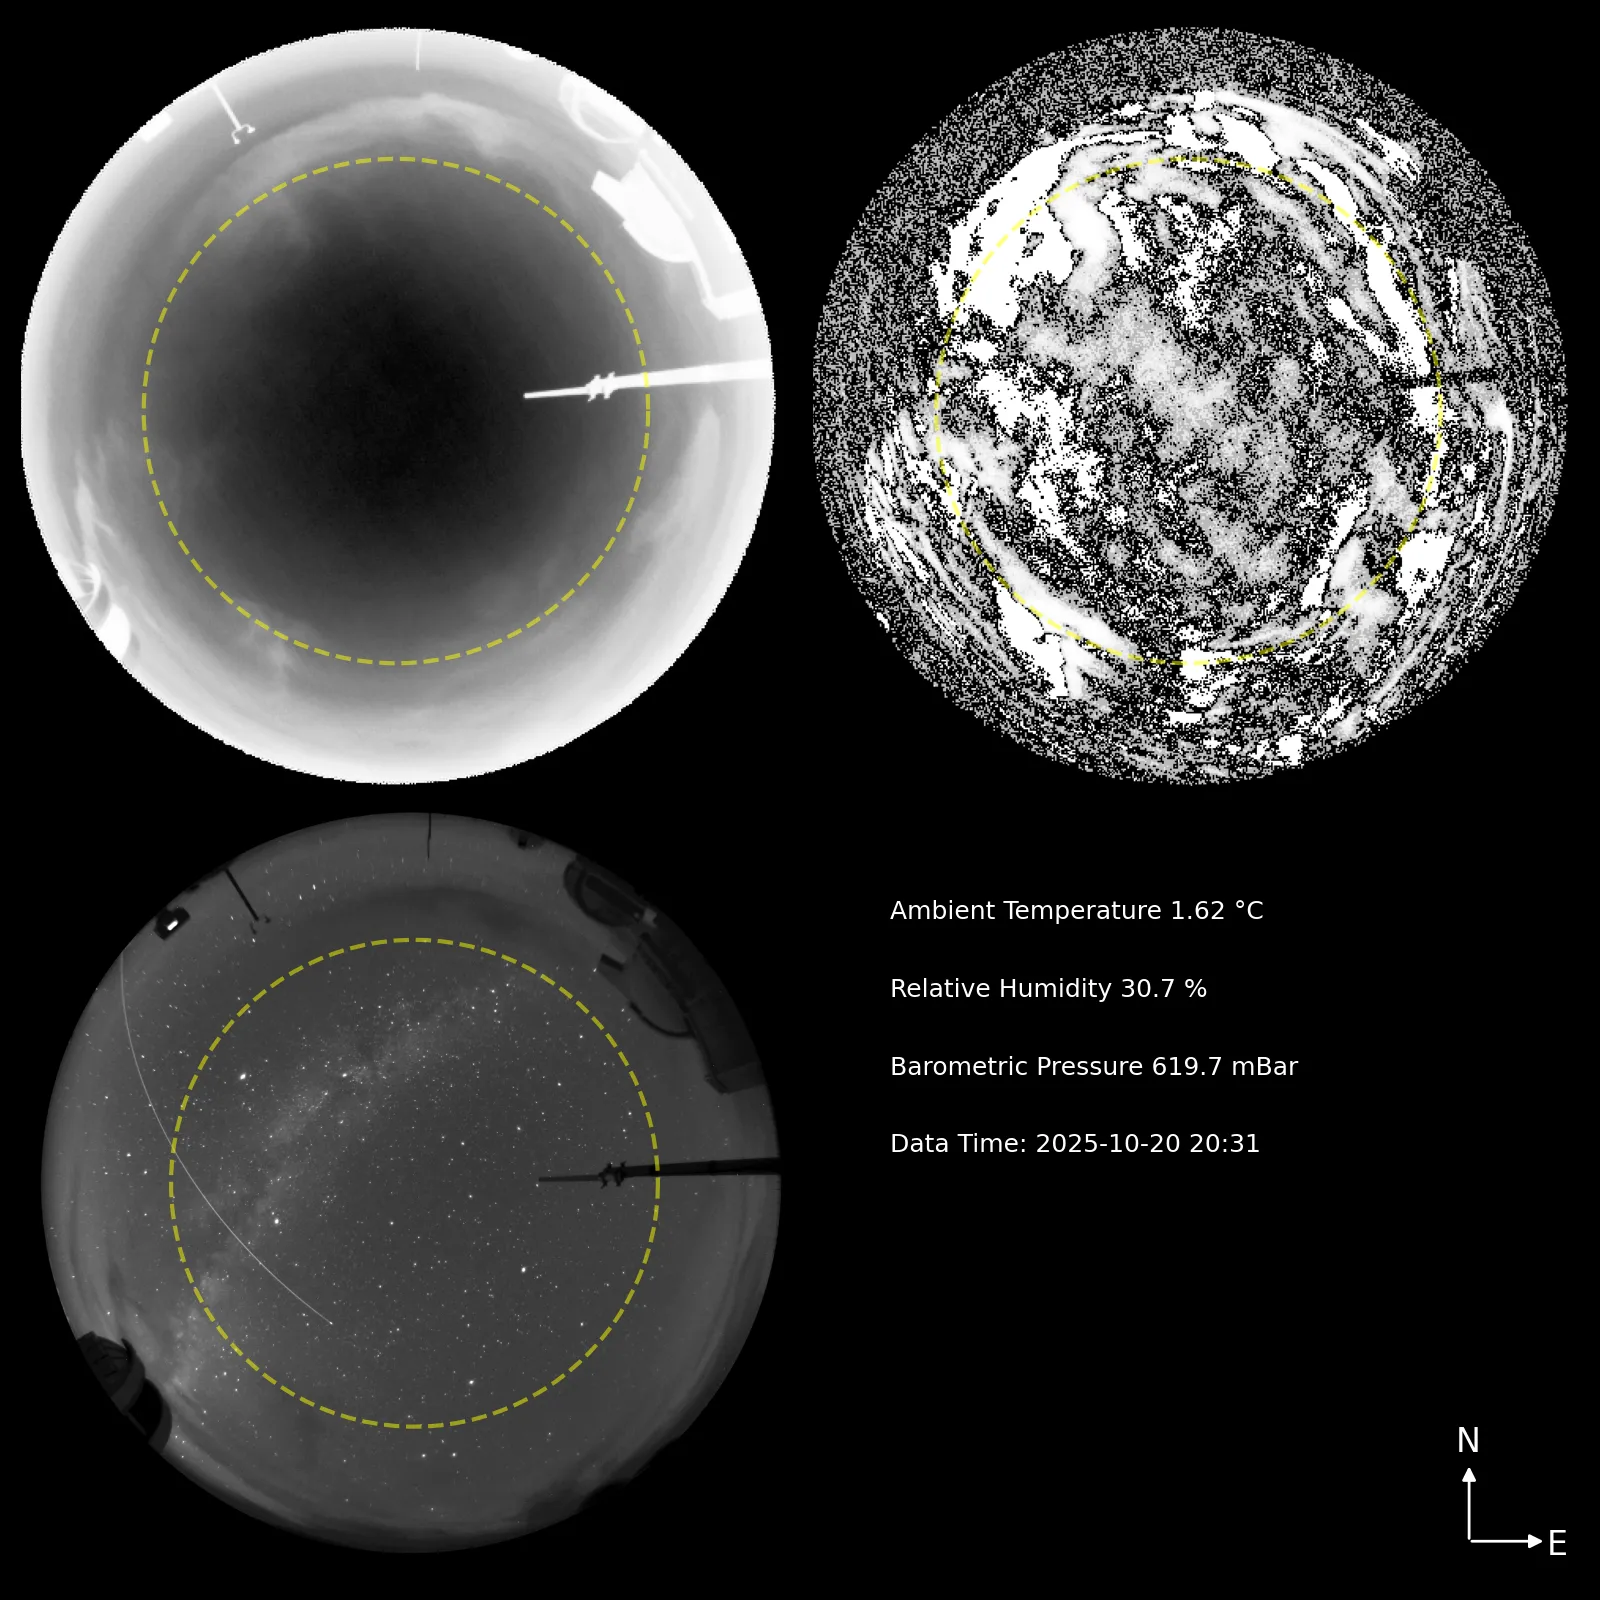 Ambient Temperature 1.62 °C
Relative Humidity 30.7 %
Barometric Pressure 619.7 mBar
Data Time: 2025-10-20 20:31
N
E